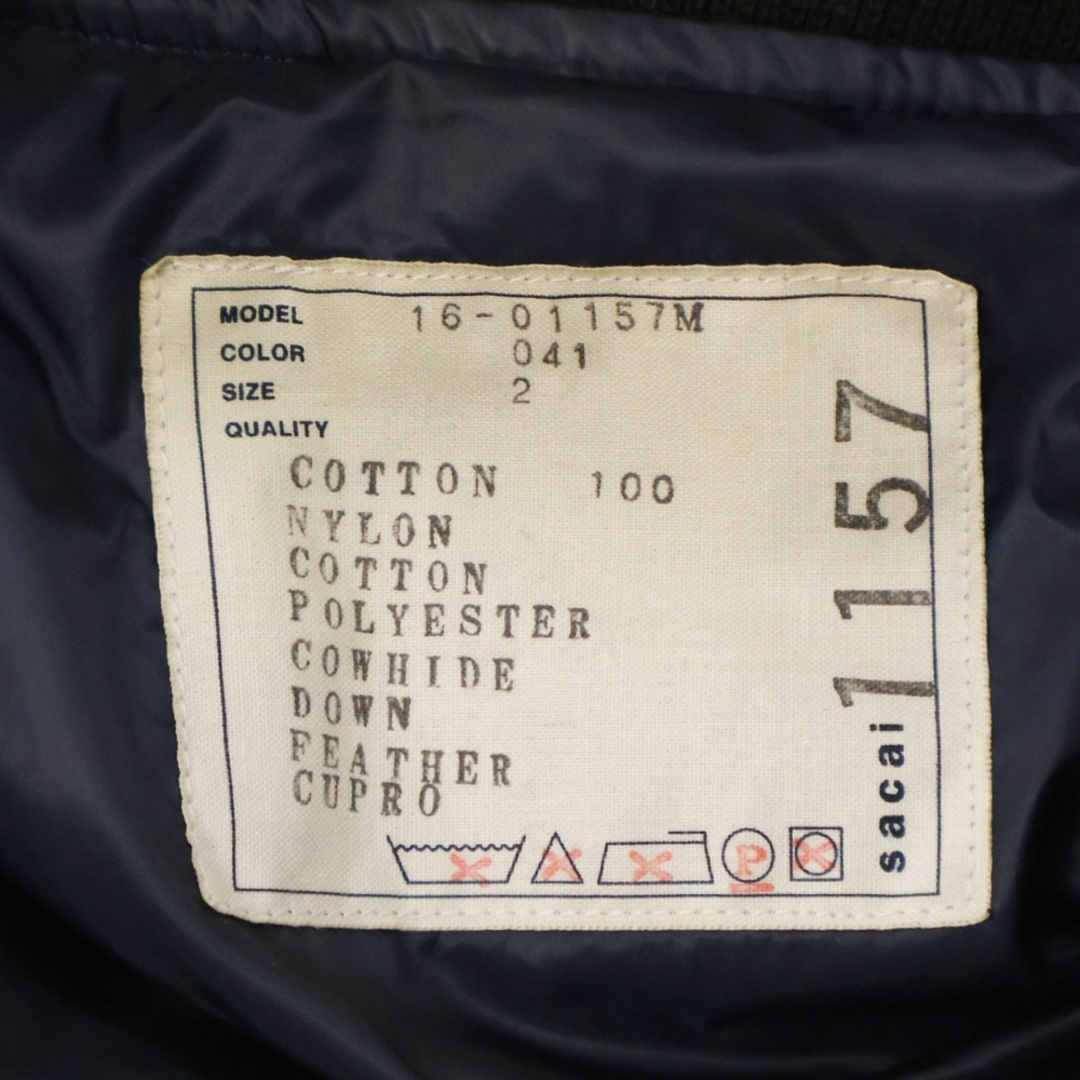 MODEL 16-01157M
COLOR 041
SIZE 2
QUALITY
COTTON 100
NYLON
COTTON
POLYESTER
COWHIDE
DOWN
FEATHER
CUPRO
P
sacai 1157